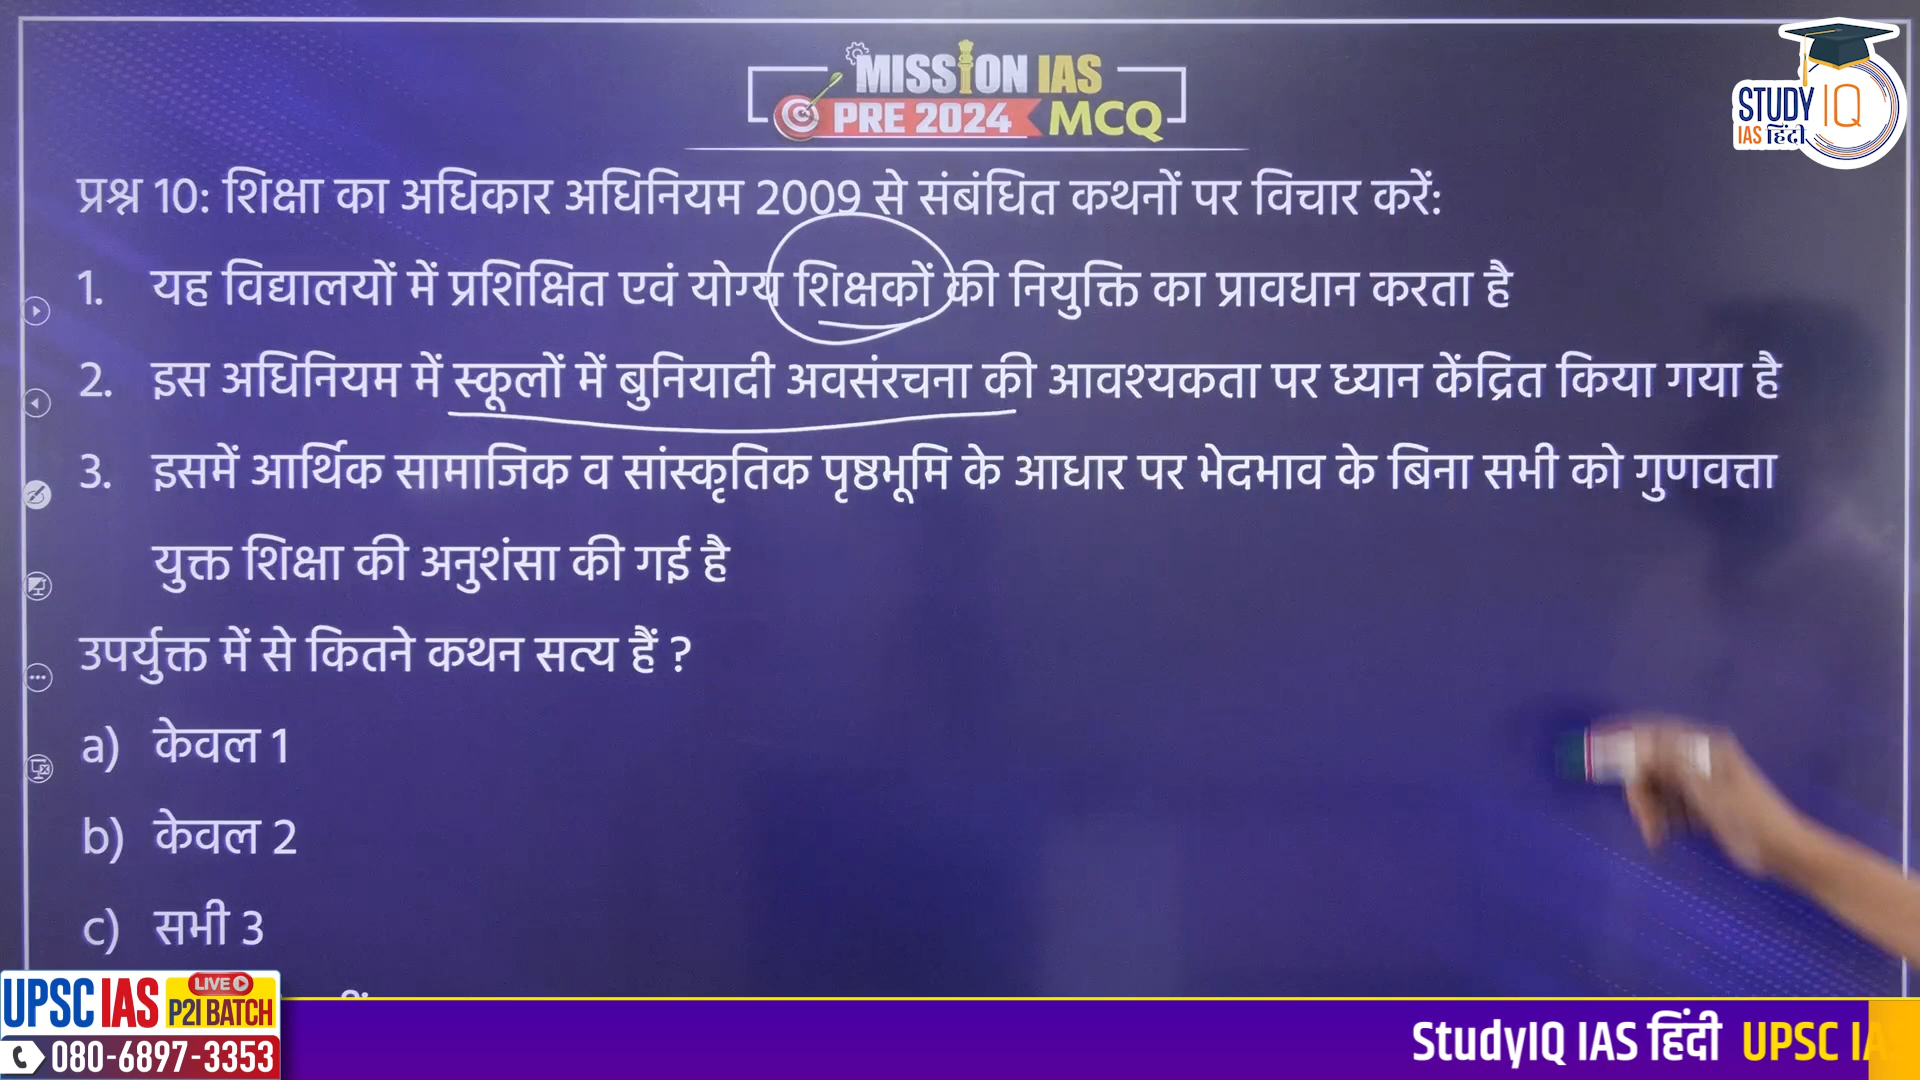 MISSION IAS
PRE 2024 MCQ
STUDY IQ
IAS हिंदी
प्रश्न 10: शिक्षा का अधिकार अधिनियम 2009 से संबंधित कथनों पर विचार करें:
1. यह विद्यालयों में प्रशिक्षित एवं योग्य शिक्षकों की नियुक्ति का प्रावधान करता है
2. इस अधिनियम में स्कूलों में बुनियादी अवसंरचना की आवश्यकता पर ध्यान केंद्रित किया गया है
3. इसमें आर्थिक सामाजिक व सांस्कृतिक पृष्ठभूमि के आधार पर भेदभाव के बिना सभी को गुणवत्ता
युक्त शिक्षा की अनुशंसा की गई है
उपर्युक्त में से कितने कथन सत्य हैं ?
a) केवल 1
b) केवल 2
c) सभी 3
UPSC IAS LIVE P2I BATCH
080-6897-3353
StudyIQ IAS हिंदी UPSC IA